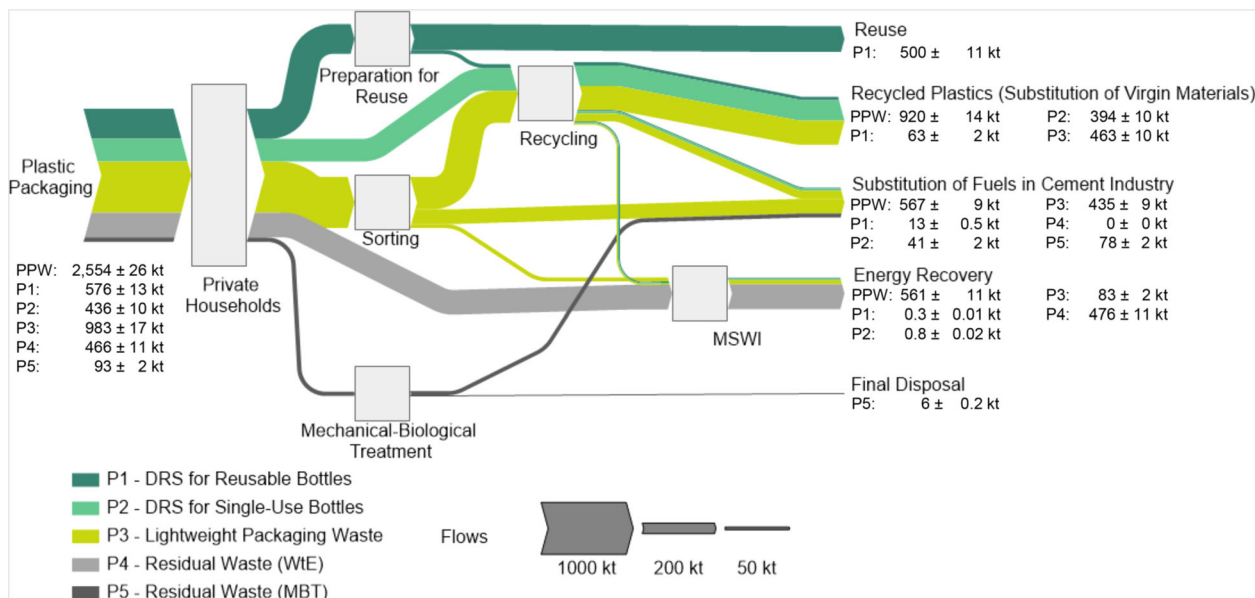 Reuse
P1: 500 ± 11 kt
Preparation for
Reuse
Recycled Plastics (Substitution of Virgin Materials)
PPW: 920 ± 14 kt P2: 394 ± 10 kt
P1: 63 ± 2 kt P3: 463 ± 10 kt
Recycling
Plastic
Packaging
Substitution of Fuels in Cement Industry
PPW: 567 ± 9 kt P3: 435 ± 9 kt
P1: 13 ± 0.5 kt P4: 0 ± 0 kt
P2: 41 ± 2 kt P5: 78 ± 2 kt
Sorting
PPW: 2,554 ± 26 kt
P1: 576 ± 13 kt
P2: 436 ± 10 kt
P3: 983 ± 17 kt
P4: 466 ± 11 kt
P5: 93 ± 2 kt
Private
Households
Energy Recovery
PPW: 561 ± 11 kt P3: 83 ± 2 kt
P1: 0.3 ± 0.01 kt P4: 476 ± 11 kt
P2: 0.8 ± 0.02 kt
MSWI
Final Disposal
P5: 6 ± 0.2 kt
Mechanical-Biological
Treatment
P1 - DRS for Reusable Bottles
P2 - DRS for Single-Use Bottles
P3 - Lightweight Packaging Waste
P4 - Residual Waste (WtE)
P5 - Residual Waste (MBT)
Flows
1000 kt 200 kt 50 kt